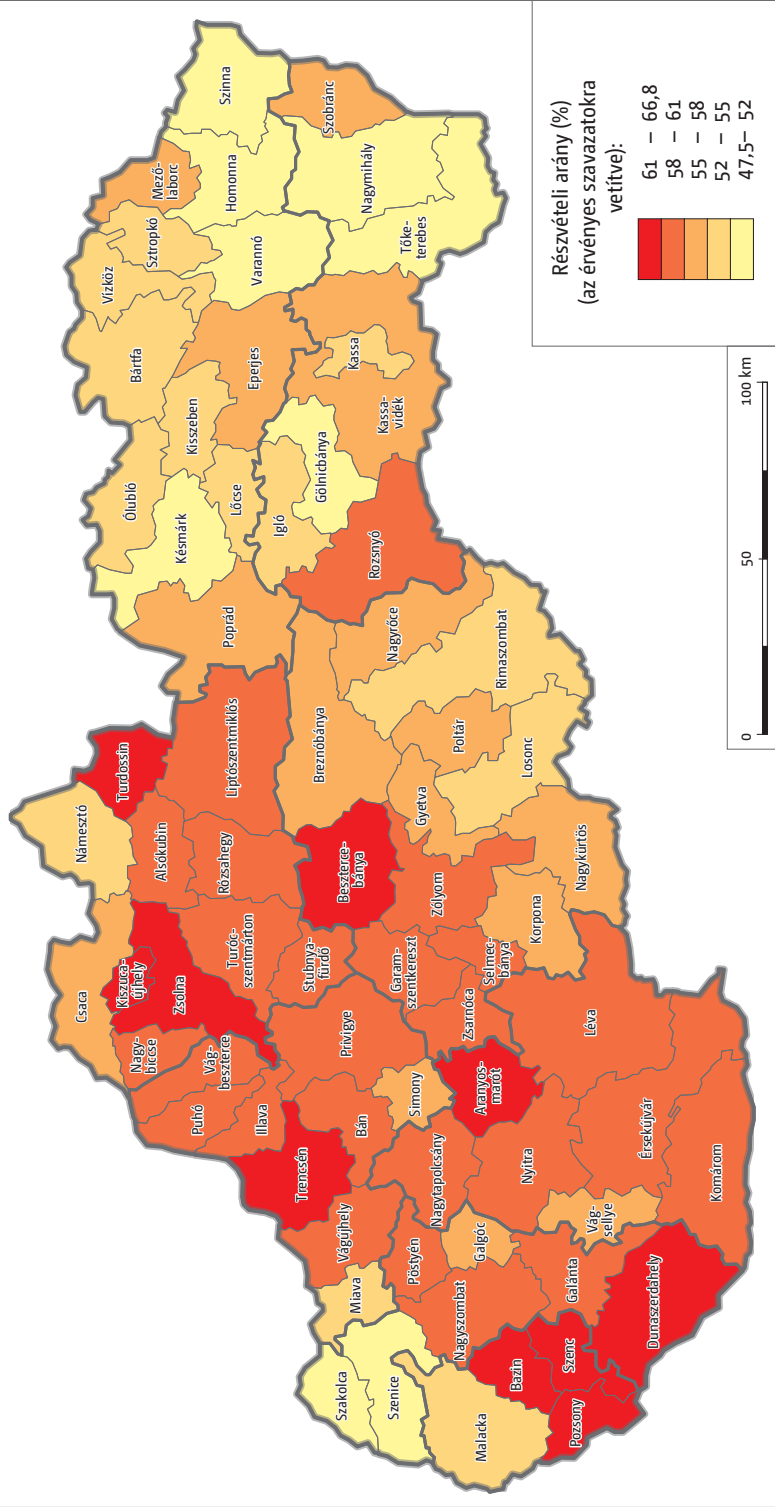 Szinna
Szobránc
Mező-
laborc
Homonna
Nagymihály
Sztropkó
Vízköz
Varannó
Tőke-
terebes
Bártfa
Eperjes
Kassa
Kisszeben
Kassa-
vidék
Ólubló
Lőcse
Igló
Gölnicbánya
Késmárk
Rozsnyó
Poprád
Nagyrőce
Rimaszombat
Turdossin
Liptószentmiklós
Breznóbánya
Poltár
Losonc
Námesztó
Alsókubin
Rózsahegy
Gyetva
Nagykürtös
Beszterce-
bánya
Zólyom
Korpona
Csaca
Kiszuca-
újhely
Zsolna
Turóc-
szentmárton
Stubnya-
fürdő
Garam-
szentkereszt
Selmec-
bánya
Nagy-
biccse
Vág-
beszterce
Privigye
Zsarnóca
Léva
Puhó
Illava
Bán
Simony
Aranyos-
marót
Trencsén
Nagytapolcsány
Nyitra
Érsekújvár
Komárom
Vágújhely
Pöstyén
Galgóc
Vág-
sellye
Miava
Nagyszombat
Galánta
Dunaszerdahely
Szakolca
Szenice
Malacka
Bazin
Szenc
Pozsony
Részvételi arány (%)
(az érvényes szavazatokra
vetítve):
61 – 66,8
58 – 61
55 – 58
52 – 55
47,5– 52
0 50 100 km